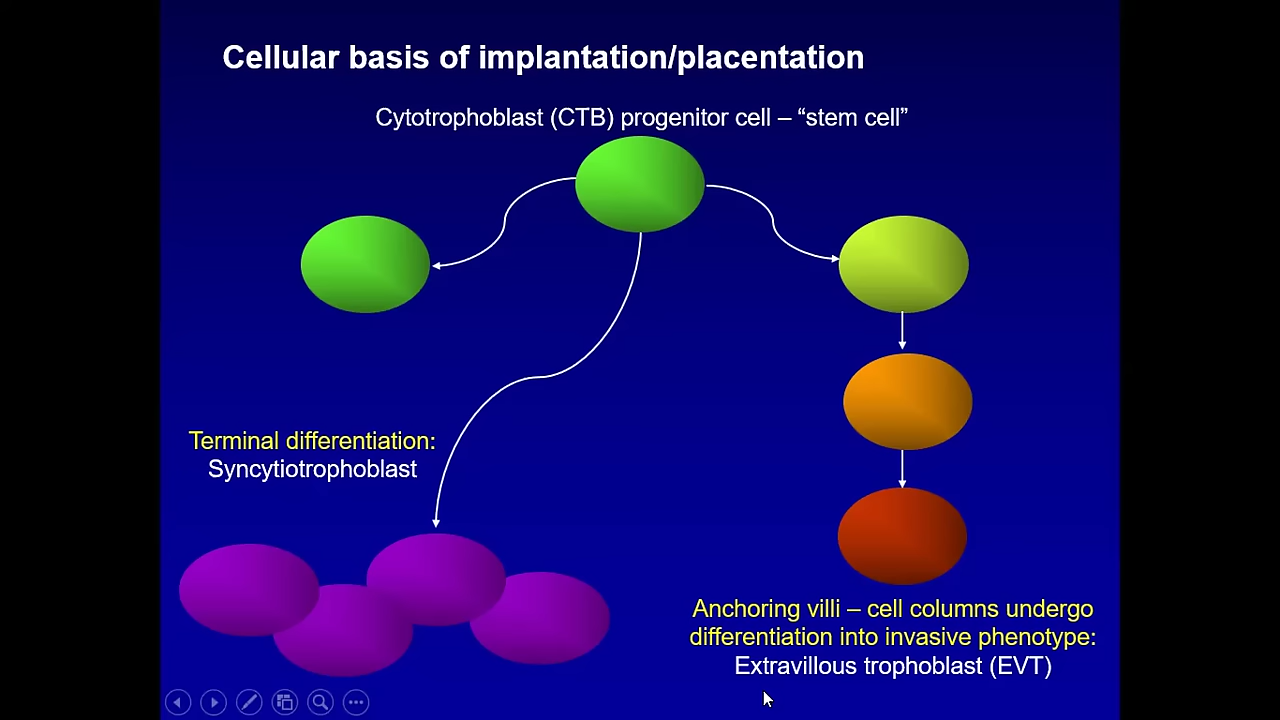 Cellular basis of implantation/placentation
Cytotrophoblast (CTB) progenitor cell – “stem cell”
Terminal differentiation:
Syncytiotrophoblast
Anchoring villi – cell columns undergo
differentiation into invasive phenotype:
Extravillous trophoblast (EVT)